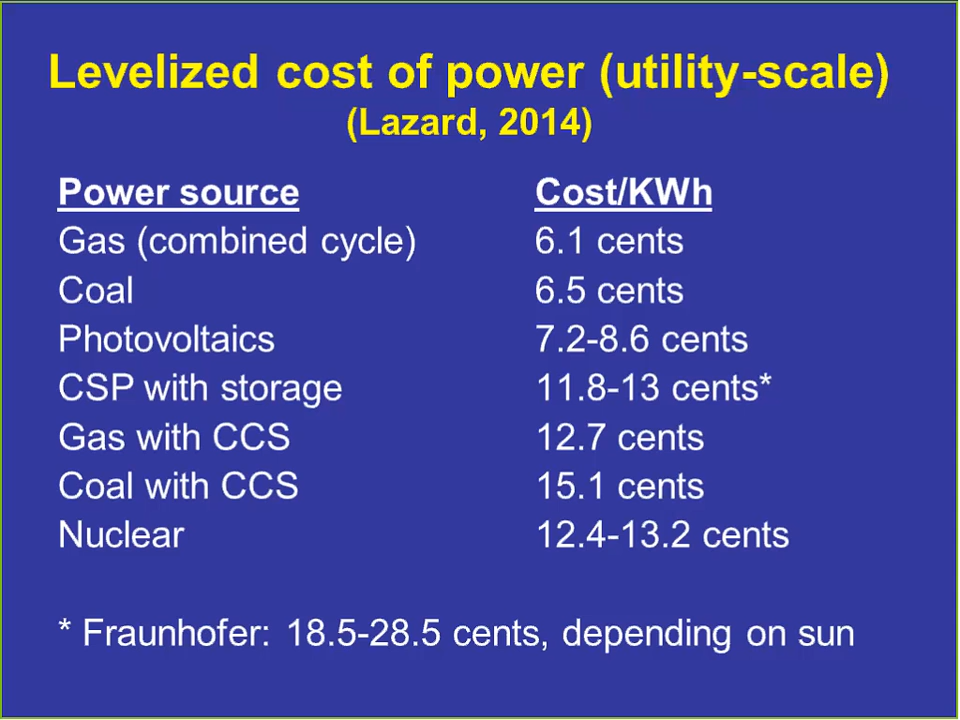 Levelized cost of power (utility-scale)
(Lazard, 2014)
Power source Cost/KWh
Gas (combined cycle) 6.1 cents
Coal 6.5 cents
Photovoltaics 7.2-8.6 cents
CSP with storage 11.8-13 cents*
Gas with CCS 12.7 cents
Coal with CCS 15.1 cents
Nuclear 12.4-13.2 cents
* Fraunhofer: 18.5-28.5 cents, depending on sun